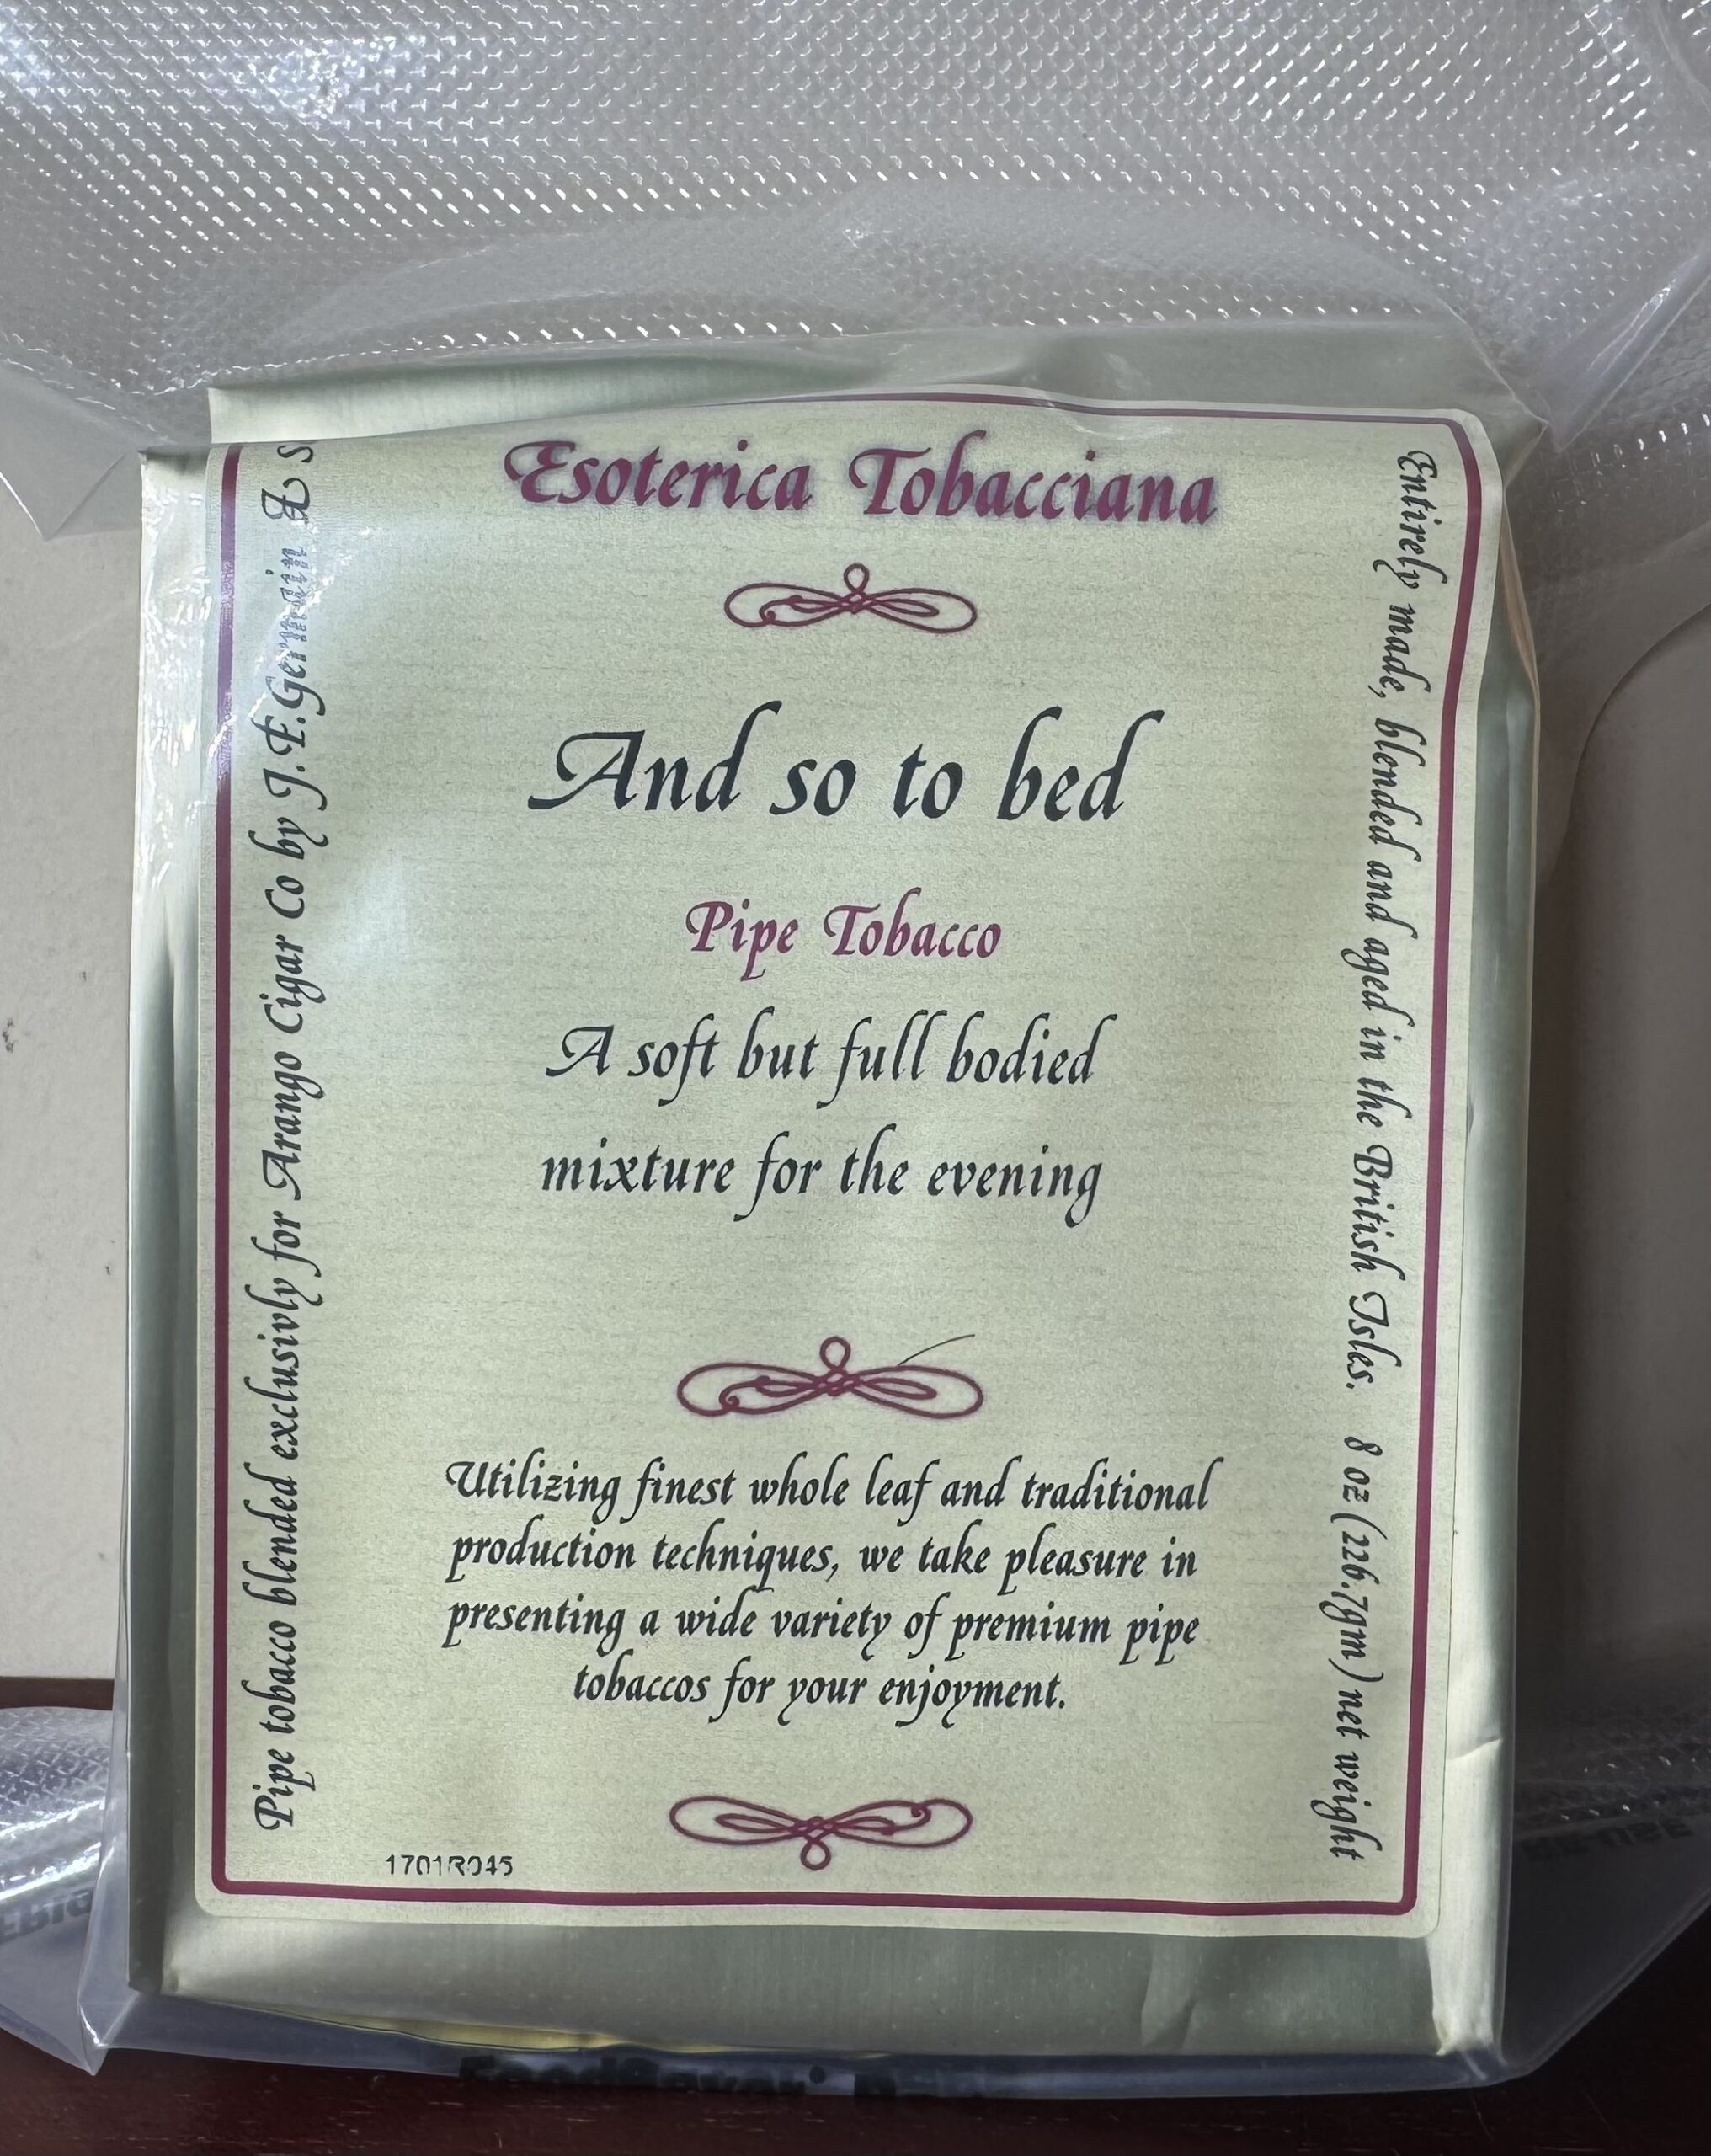 Esoterica Tobacciana
And so to bed
Pipe Tobacco
A soft but full bodied
mixture for the evening
Utilizing finest whole leaf and traditional
production techniques, we take pleasure in
presenting a wide variety of premium pipe
tobaccos for your enjoyment.
1701R045
Pipe tobacco blended exclusivly for Arango Cigar Co by J.F.Germain & S
Entirely made, blended and aged in the British Isles. 8 oz (226.7gm) net weight
FoodSaver